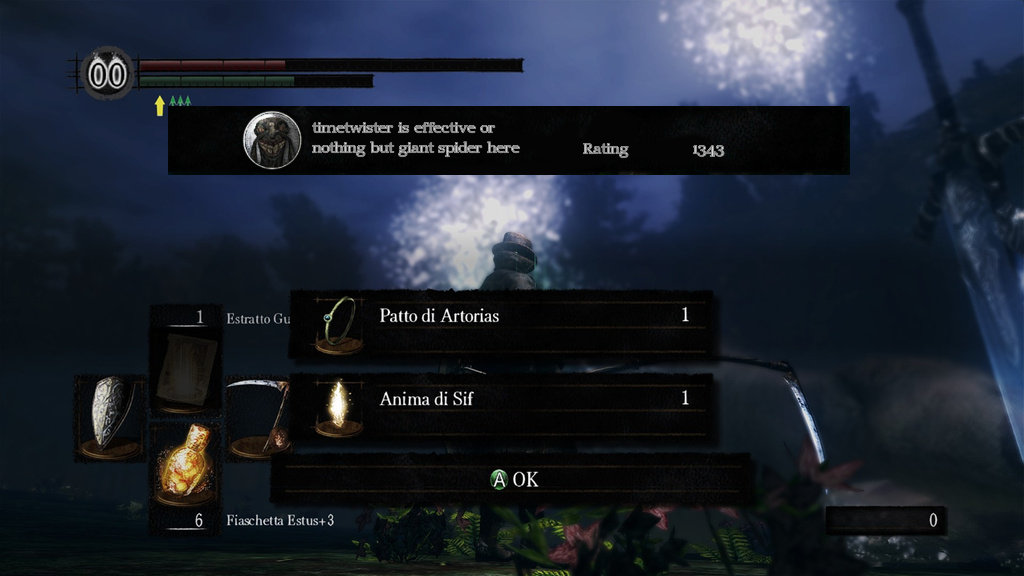 00
timetwister is effective or
nothing but giant spider here
Rating 1343
Patto di Artorias 1
1 Estratto Gu
Anima di Sif 1
A OK
6 Fiaschetta Estus+3
0